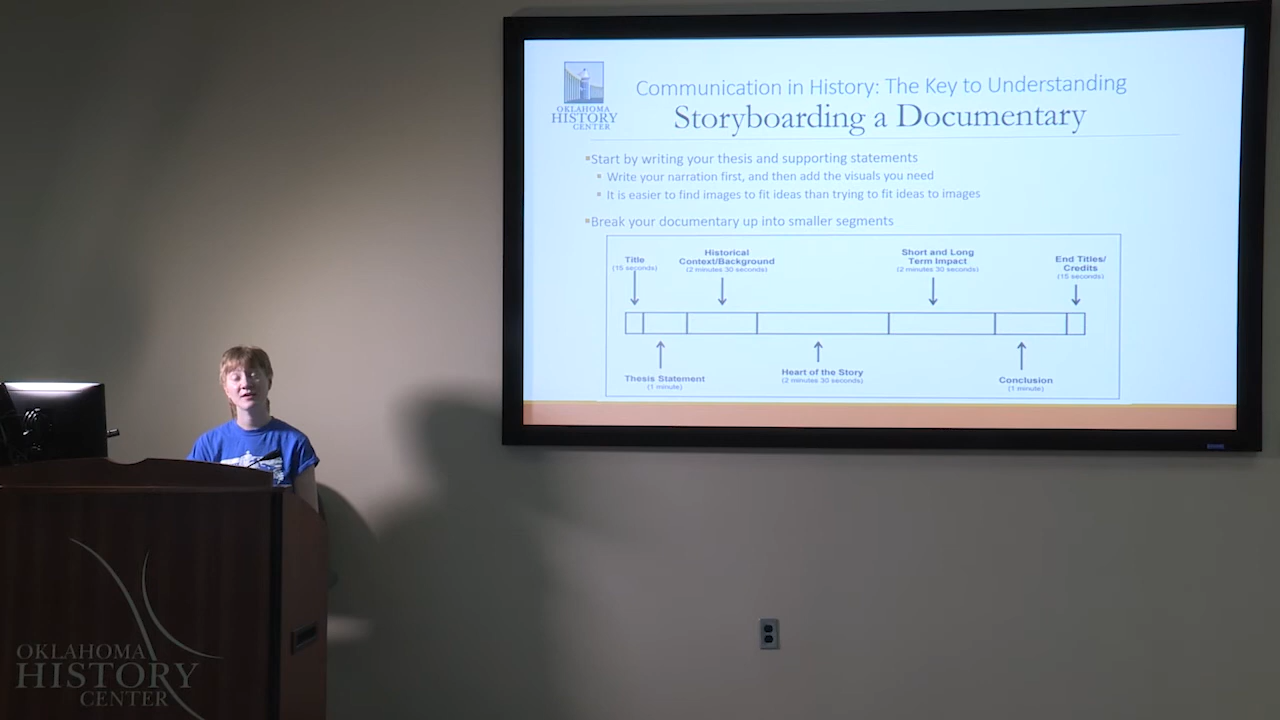 OKLAHOMA
HISTORY
CENTER
Communication in History: The Key to Understanding
Storyboarding a Documentary
Start by writing your thesis and supporting statements
Write your narration first, and then add the visuals you need
It is easier to find images to fit ideas than trying to fit ideas to images
Break your documentary up into smaller segments
Title
(15 seconds)
Historical
Context/Background
(2 minutes 30 seconds)
Short and Long
Term Impact
(2 minutes 30 seconds)
End Titles/
Credits
(15 seconds)
Thesis Statement
(1 minute)
Heart of the Story
(2 minutes 30 seconds)
Conclusion
(1 minute)
OKLAHOMA
HISTORY
CENTER